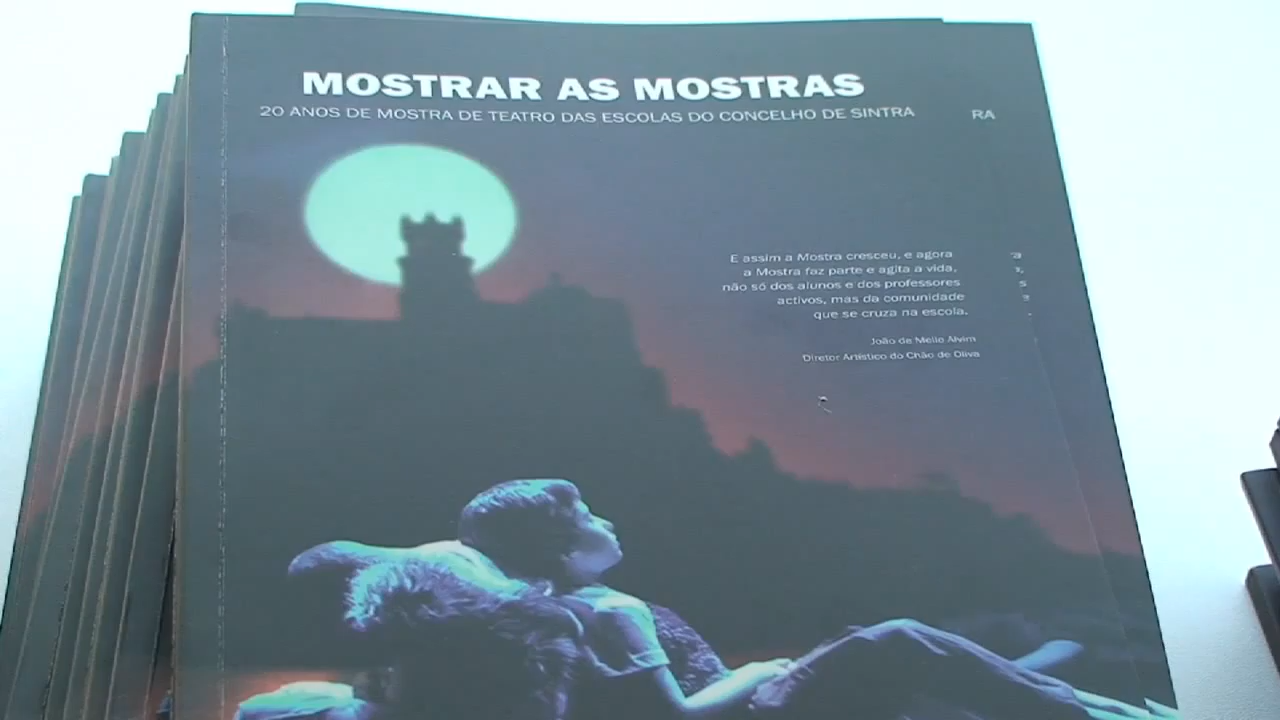 MOSTRAR AS MOSTRAS
20 ANOS DE MOSTRA DE TEATRO DAS ESCOLAS DO CONCELHO DE SINTRA
RA
E assim a Mostra cresceu, e agora
a Mostra faz parte e agita a vida,
não só dos alunos e dos professores
activos, mas da comunidade
que se cruza na escola.
João de Mello Alvim
Diretor Artístico do Chão de Oliva